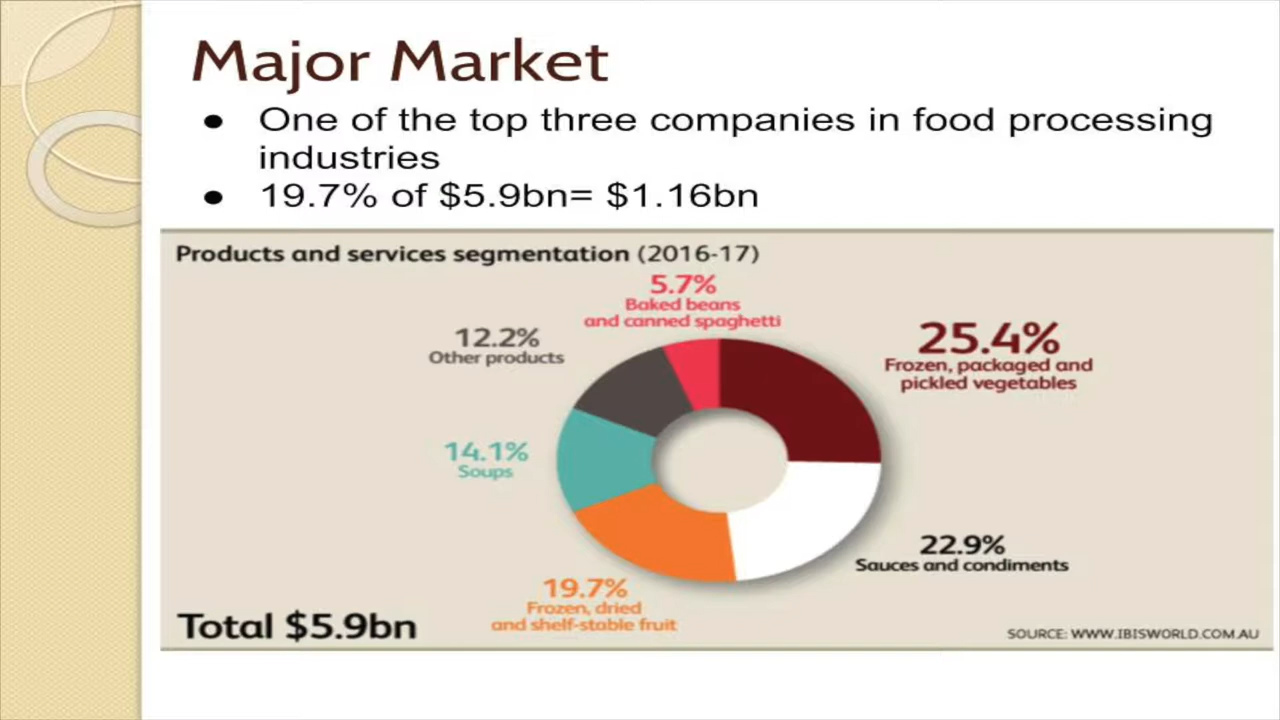 Major Market
● One of the top three companies in food processing
industries
● 19.7% of $5.9bn= $1.16bn
Products and services segmentation (2016-17)
5.7%
Baked beans
and canned spaghetti
12.2%
Other products
25.4%
Frozen, packaged and
pickled vegetables
14.1%
Soups
22.9%
Sauces and condiments
19.7%
Frozen, dried
and shelf-stable fruit
Total $5.9bn
SOURCE: WWW.IBISWORLD.COM.AU